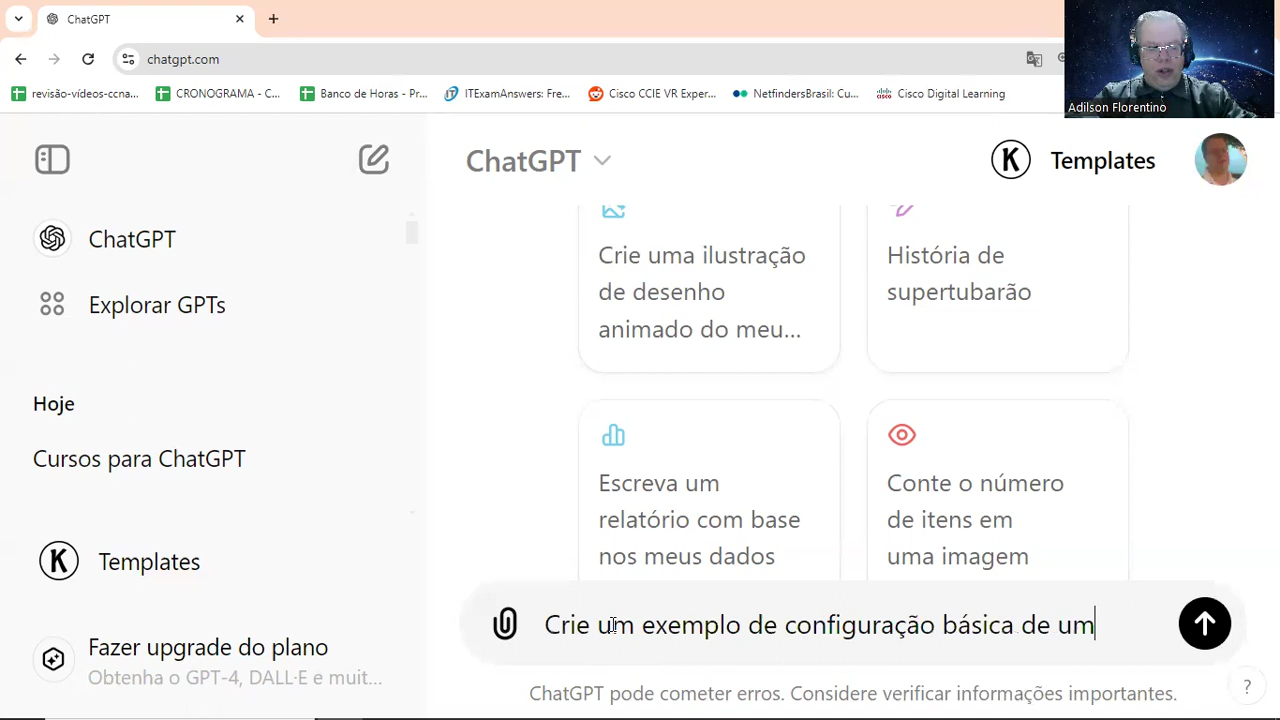 ChatGPT
chatgpt.com
revisão-vídeos-ccna...
CRONOGRAMA - C...
Banco de Horas - Pr...
ITExamAnswers: Fre...
Cisco CCIE VR Exper...
NetfindersBrasil: Cu...
Cisco Digital Learning
Adilson Florentino
ChatGPT
K Templates
ChatGPT
Explorar GPTs
Hoje
Cursos para ChatGPT
K Templates
Fazer upgrade do plano
Obtenha o GPT-4, DALL·E e muit...
Crie uma ilustração
de desenho
animado do meu...
História de
supertubarão
Escreva um
relatório com base
nos meus dados
Conte o número
de itens em
uma imagem
Crie um exemplo de configuração básica de um
ChatGPT pode cometer erros. Considere verificar informações importantes.
?